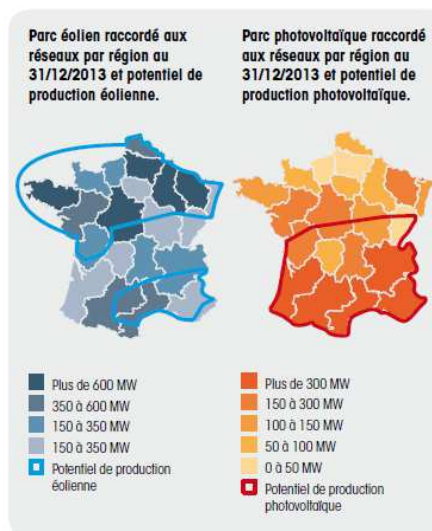 Parc éolien raccordé aux
réseaux par région au
31/12/2013 et potentiel de
production éolienne.
Plus de 600 MW
350 à 600 MW
150 à 350 MW
150 à 350 MW
Potentiel de production
éolienne
Parc photovoltaïque raccordé
aux réseaux par région au
31/12/2013 et potentiel de
production photovoltaïque.
Plus de 300 MW
150 à 300 MW
100 à 150 MW
50 à 100 MW
0 à 50 MW
Potentiel de production
photovoltaïque